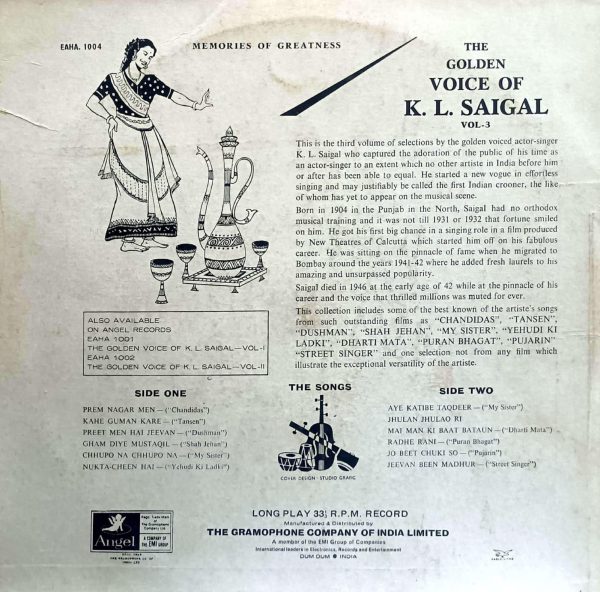 EAHA. 1004
MEMORIES OF GREATNESS
THE
GOLDEN
VOICE OF
K. L. SAIGAL
VOL-3
This is the third volume of selections by the golden voiced actor-singer
K. L. Saigal who captured the adoration of the public of his time as
an actor-singer to an extent which no other artiste in India before him
or after has been able to equal. He started a new vogue in effortless
singing and may justifiably be called the first Indian crooner, the like
of whom has yet to appear on the musical scene.
Born in 1904 in the Punjab in the North, Saigal had no orthodox
musical training and it was not till 1931 or 1932 that fortune smiled
on him. He got his first big chance in a singing role in a film produced
by New Theatres of Calcutta which started him off on his fabulous
career. He was sitting on the pinnacle of fame when he migrated to
Bombay around the years 1941-42 where he added fresh laurels to his
amazing and unsurpassed popularity.
Saigal died in 1946 at the early age of 42 while at the pinnacle of his
career and the voice that thrilled millions was muted for ever.
This collection includes some of the best known of the artiste's songs
from such outstanding films as "CHANDIDAS", "TANSEN",
"DUSHMAN", "SHAH JEHAN", "MY SISTER", "YEHUDI KI
LADKI", "DHARTI MATA", "PURAN BHAGAT", "PUJARIN"
"STREET SINGER" and one selection not from any film which
illustrate the exceptional versatility of the artiste.
ALSO AVAILABLE
ON ANGEL RECORDS
EAHA 1001
THE GOLDEN VOICE OF K. L. SAIGAL—VOL-I
EAHA 1002
THE GOLDEN VOICE OF K. L. SAIGAL—VOL-II
THE SONGS
SIDE ONE
PREM NAGAR MEN—("Chandidas")
KAHE GUMAN KARE—("Tansen")
PREET MEN HAI JEEVAN—("Dushman")
GHAM DIYE MUSTAQIL—("Shah Jehan")
CHHUPO NA CHHUPO NA—("My Sister")
NUKTA-CHEEN HAI—("Yehudi Ki Ladki")
SIDE TWO
AYE KATIBE TAQDEER—("My Sister")
JHULAN JHULAO RI
MAI MAN KI BAAT BATAUN—("Dharti Mata")
RADHE RANI—("Puran Bhagat")
JO BEET CHUKI SO—("Pujarin")
JEEVAN BEEN MADHUR—("Street Singer")
COVER DESIGN · STUDIO GRAFIC
LONG PLAY 33⅓ R.P.M. RECORD
Manufactured & Distributed by
THE GRAMOPHONE COMPANY OF INDIA LIMITED
A member of the EMI Group of Companies
International leaders in Electronics, Records and Entertainment
DUM DUM ● INDIA
Angel
Regd. Trade Mark of
The Gramophone
Company Ltd.
A COMPANY OF
THE EMI GROUP